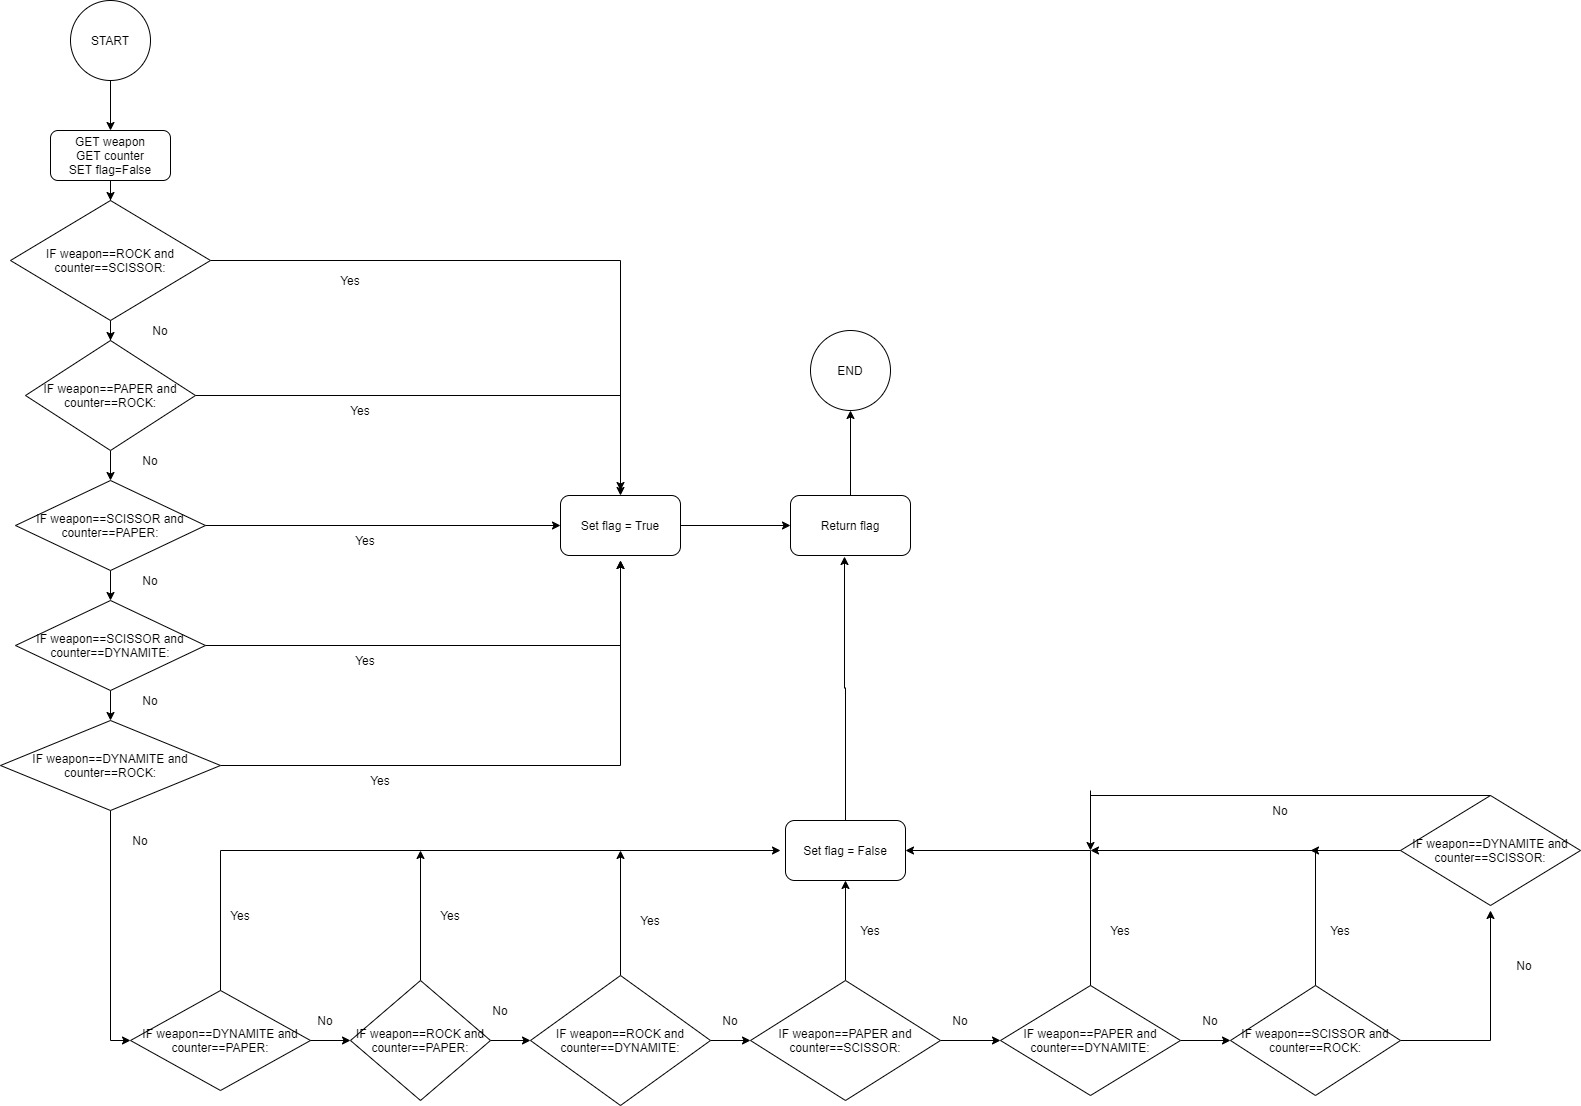 START
GET weapon
GET counter
SET flag=False
IF weapon==ROCK and
counter==SCISSOR:
Yes
No
IF weapon==PAPER and
counter==ROCK:
Yes
No
IF weapon==SCISSOR and
counter==PAPER:
Yes
No
IF weapon==SCISSOR and
counter==DYNAMITE:
Yes
No
IF weapon==DYNAMITE and
counter==ROCK:
Yes
No
Set flag = True
Return flag
END
Set flag = False
IF weapon==DYNAMITE and
counter==PAPER:
Yes
No
IF weapon==ROCK and
counter==PAPER:
Yes
No
IF weapon==ROCK and
counter==DYNAMITE:
Yes
No
IF weapon==PAPER and
counter==SCISSOR:
Yes
No
IF weapon==PAPER and
counter==DYNAMITE:
Yes
No
IF weapon==SCISSOR and
counter==ROCK:
Yes
No
IF weapon==DYNAMITE and
counter==SCISSOR:
No